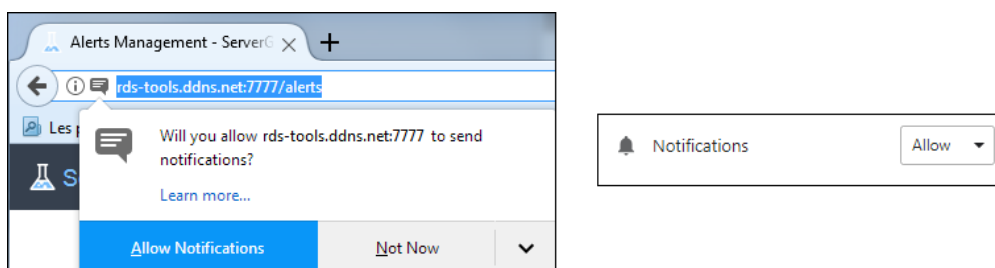 Alerts Management - ServerG
rds-tools.ddns.net:7777/alerts
Les
S
Will you allow rds-tools.ddns.net:7777 to send
notifications?
Learn more...
Allow Notifications
Not Now
Notifications
Allow